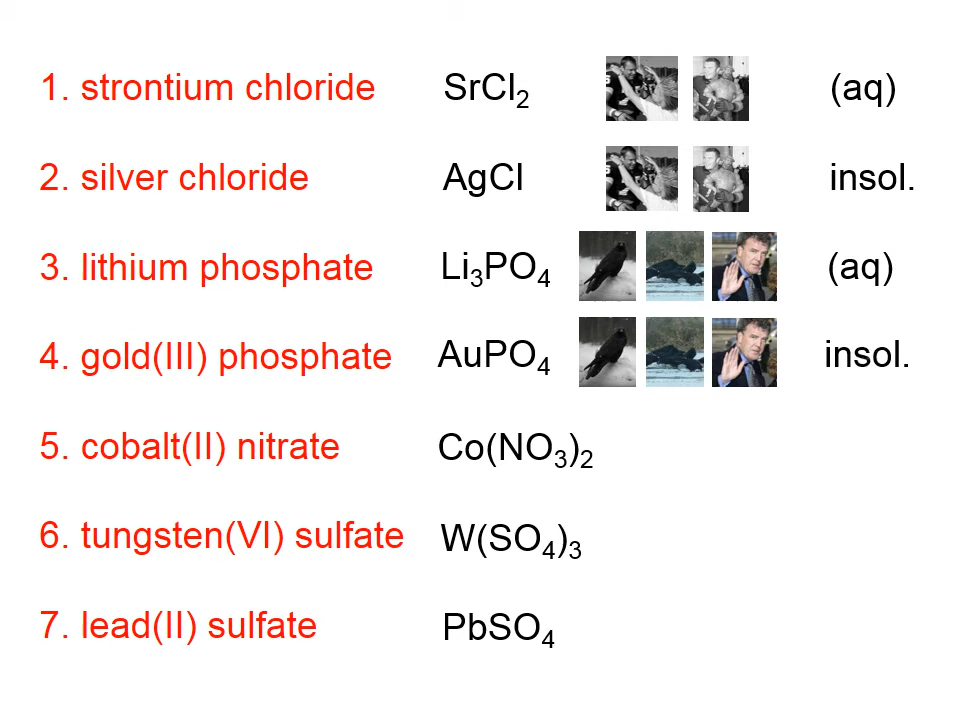 1. strontium chloride SrCl₂ (aq)
2. silver chloride AgCl insol.
3. lithium phosphate Li₃PO₄ (aq)
4. gold(III) phosphate AuPO₄ insol.
5. cobalt(II) nitrate Co(NO₃)₂
6. tungsten(VI) sulfate W(SO₄)₃
7. lead(II) sulfate PbSO₄